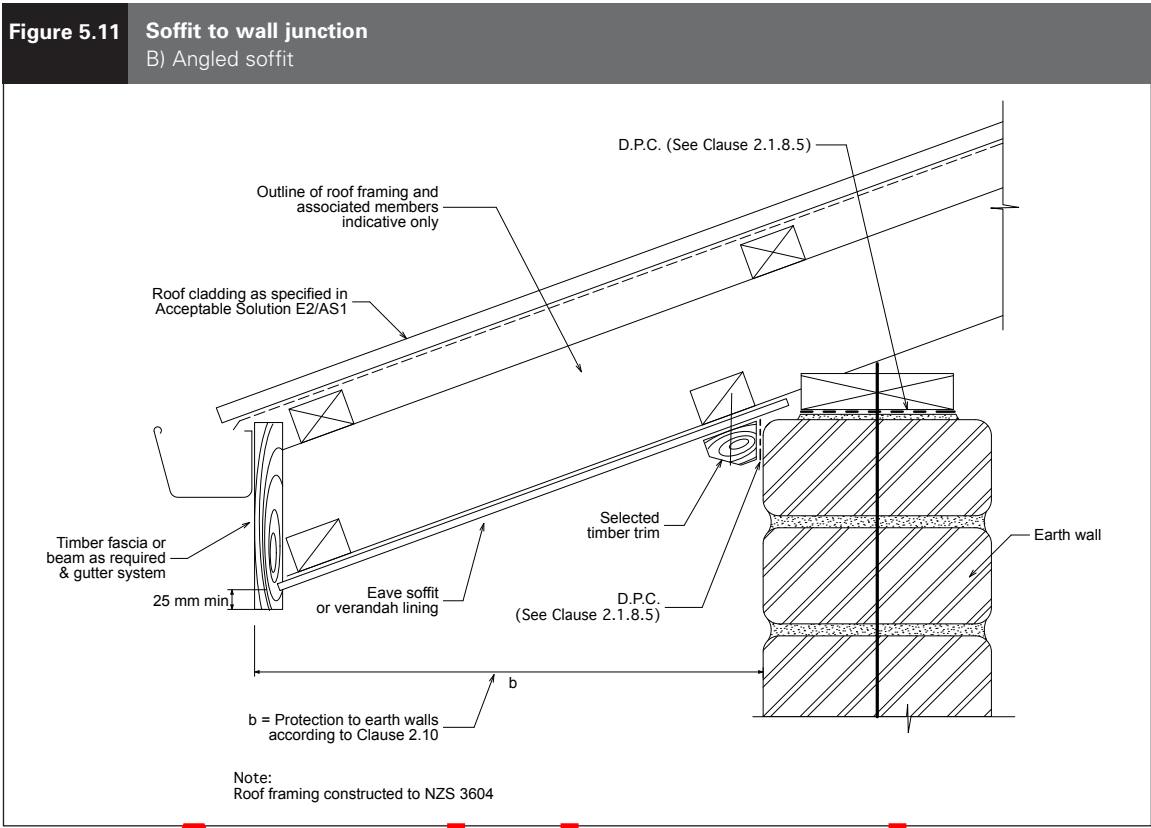 Figure 5.11
Soffit to wall junction
B) Angled soffit
D.P.C. (See Clause 2.1.8.5)
Outline of roof framing and
associated members
indicative only
Roof cladding as specified in
Acceptable Solution E2/AS1
Timber fascia or
beam as required
& gutter system
25 mm min
Eave soffit
or verandah lining
Selected
timber trim
D.P.C.
(See Clause 2.1.8.5)
Earth wall
b
b = Protection to earth walls
according to Clause 2.10
Note:
Roof framing constructed to NZS 3604